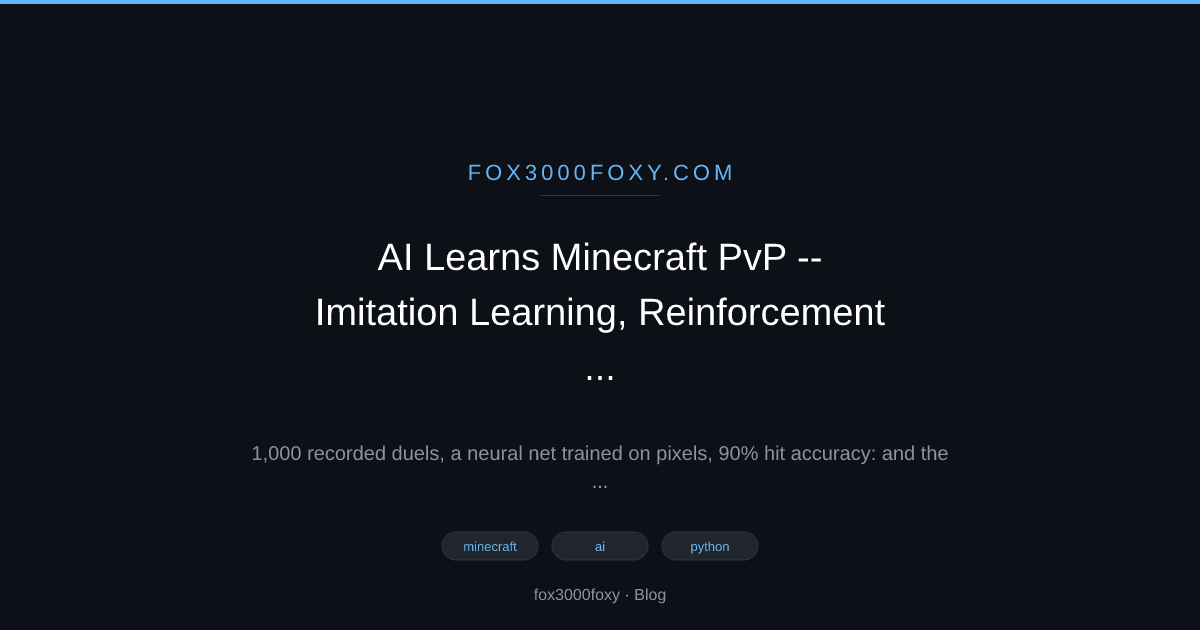 FOX3000FOXY.COM
AI Learns Minecraft PvP --
Imitation Learning, Reinforcement
...
1,000 recorded duels, a neural net trained on pixels, 90% hit accuracy: and the
...
minecraft
ai
python
fox3000foxy · Blog